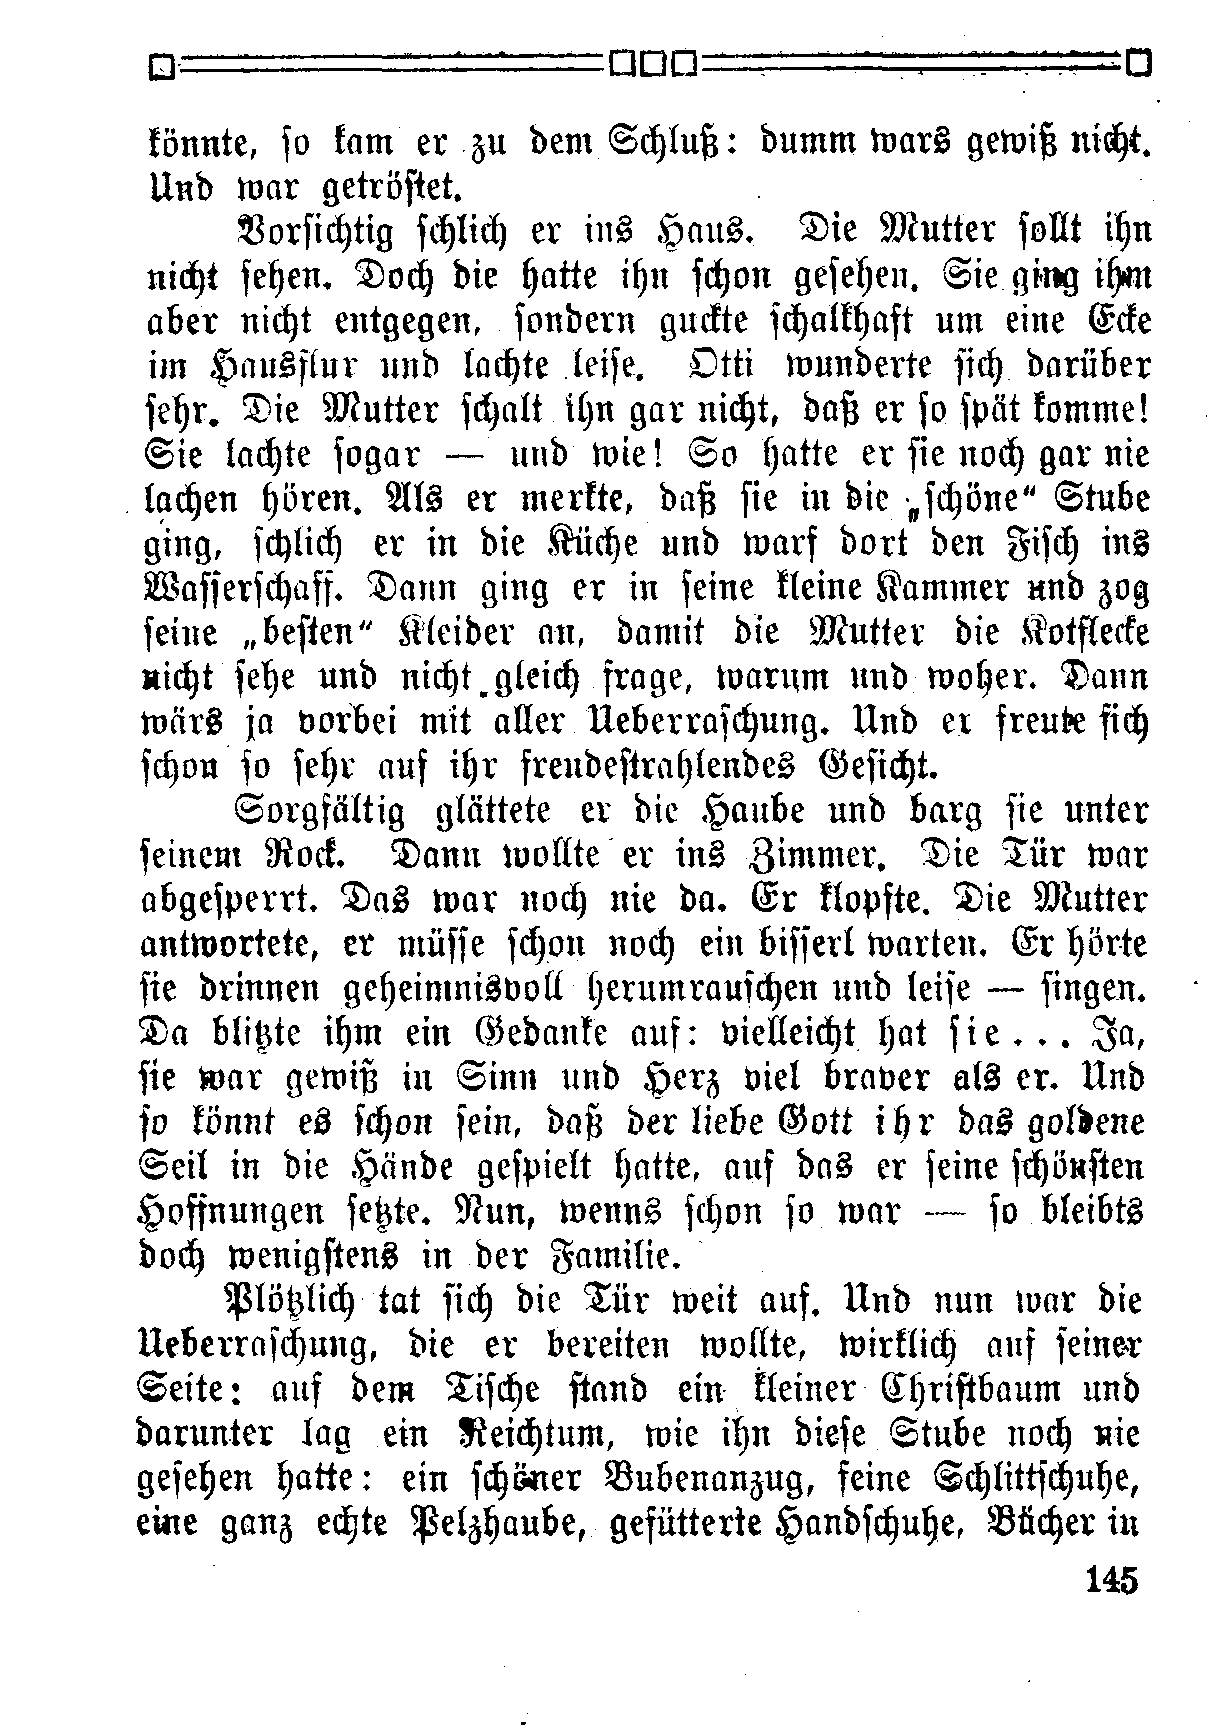 könnte, so kam er zu dem Schluß: dumm wars gewiß nicht.
Und war getröstet.
Vorsichtig schlich er ins Haus. Die Mutter sollt ihn
nicht sehen. Doch die hatte ihn schon gesehen. Sie ging ihm
aber nicht entgegen, sondern guckte schalkhaft um eine Ecke
im Hausflur und lachte leise. Otti wunderte sich darüber
sehr. Die Mutter schalt ihn gar nicht, daß er so spät komme!
Sie lachte sogar — und wie! So hatte er sie noch gar nie
lachen hören. Als er merkte, daß sie in die „schöne“ Stube
ging, schlich er in die Küche und warf dort den Fisch ins
Wasserschaff. Dann ging er in seine kleine Kammer und zog
seine „besten“ Kleider an, damit die Mutter die Kotflecke
nicht sehe und nicht gleich frage, warum und woher. Dann
wärs ja vorbei mit aller Ueberraschung. Und er freute sich
schon so sehr auf ihr freudestrahlendes Gesicht.
Sorgfältig glättete er die Haube und barg sie unter
seinem Rock. Dann wollte er ins Zimmer. Die Tür war
abgesperrt. Das war noch nie da. Er klopfte. Die Mutter
antwortete, er müsse schon noch ein bisserl warten. Er hörte
sie drinnen geheimnisvoll herumrauschen und leise — singen.
Da blitzte ihm ein Gedanke auf: vielleicht hat sie... Ja,
sie war gewiß in Sinn und Herz viel braver als er. Und
so könnt es schon sein, daß der liebe Gott ihr das goldene
Seil in die Hände gespielt hatte, auf das er seine schönsten
Hoffnungen setzte. Nun, wenns schon so war — so bleibts
doch wenigstens in der Familie.
Plötzlich tat sich die Tür weit auf. Und nun war die
Ueberraschung, die er bereiten wollte, wirklich auf seiner
Seite: auf dem Tische stand ein kleiner Christbaum und
darunter lag ein Reichtum, wie ihn diese Stube noch nie
gesehen hatte: ein schöner Bubenanzug, feine Schlittschuhe,
eine ganz echte Pelzhaube, gefütterte Handschuhe, Bücher in
145